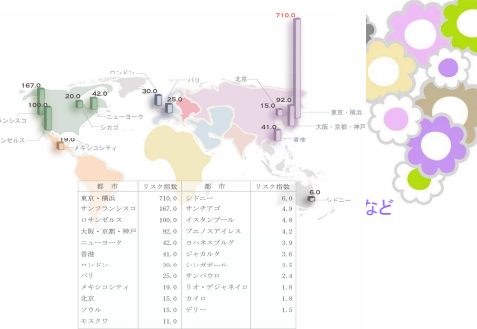 710.0
ロンドン
パリ
北京
167.0
20.0
42.0
30.0
25.0
15.0
92.0
100.0
ニューヨーク
シカゴ
東京・横浜
大阪・京都・神戸
41.0
香港
19.0
メキシコシティ
6.0
シドニー
など
都 市 リスク指数 都 市 リスク指数
東京・横浜 710.0 シドニー 6.0
サンフランシスコ 167.0 サンチアゴ 4.9
ロサンゼルス 100.0 イスタンブール 4.8
大阪・京都・神戸 92.0 ブエノスアイレス 4.2
ニューヨーク 42.0 ヨハネスブルグ 3.9
香港 41.0 ジャカルタ 3.6
ロンドン 30.0 シンガポール 3.5
パリ 25.0 サンパウロ 2.4
メキシコシティ 19.0 リオ・デジャネイロ 1.8
北京 15.0 カイロ 1.8
ソウル 15.0 デリー 1.5
モスクワ 11.0